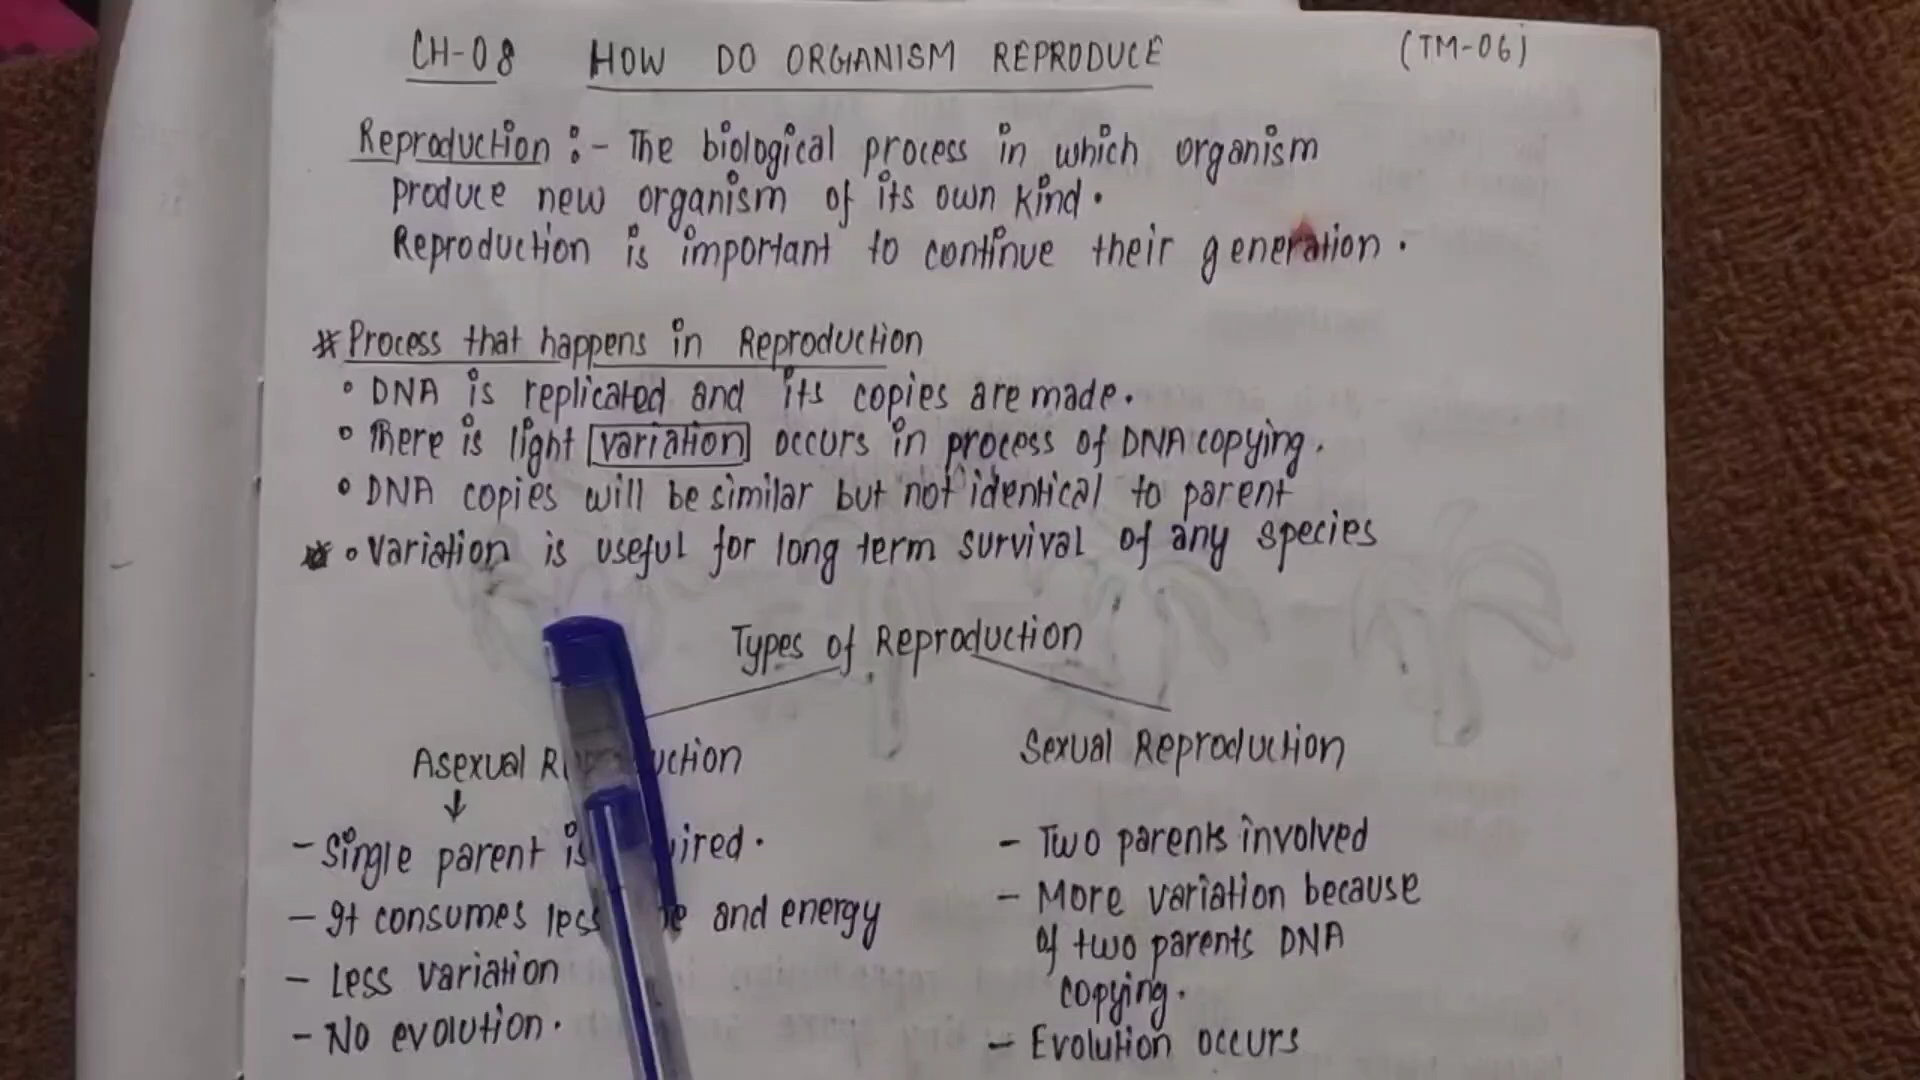 CH-08 HOW DO ORGANISM REPRODUCE (TM-06)
Reproduction :- The biological process in which organism
produce new organism of its own kind.
Reproduction is important to continue their generation.
* Process that happens in Reproduction
• DNA is replicated and its copies are made.
• There is light variation occurs in process of DNA copying.
• DNA copies will be similar but not identical to parent
* • Variation is useful for long term survival of any species
Types of Reproduction
Asexual
↓
- Single parent is
- It consumes less and energy
- Less variation
- No evolution.
Sexual Reproduction
- Two parents involved
- More variation because
of two parents DNA
copying.
- Evolution occurs